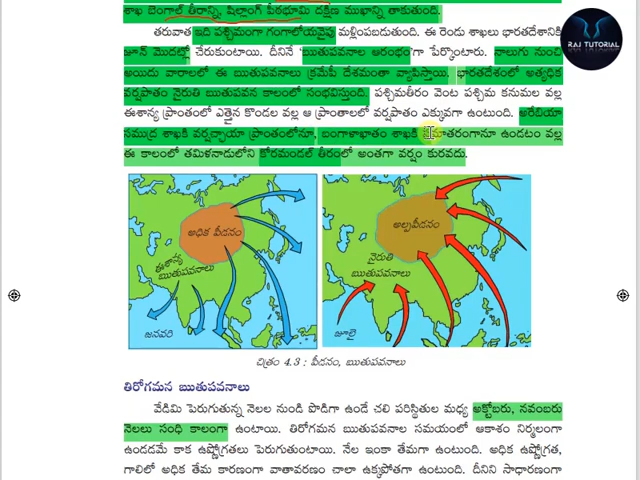 శాఖ బెంగాల్ తీరాన్ని, షిల్లాంగ్ పీఠభూమి దక్షిణ ముఖాన్ని తాకుతుంది.
తరువాత ఇది పశ్చిమంగా గంగాలోయవైపు మళ్లింపబడుతుంది. ఈ రెండు శాఖలు భారతదేశానికి
జూన్ మొదట్లో చేరుకుంటాయి. దీనినే 'ఋతుపవనాల ఆరంభం'గా పేర్కొంటారు. నాలుగు నుంచి
అయిదు వారాలలో ఈ ఋతుపవనాలు క్రమేపీ దేశమంతా వ్యాపిస్తాయి. భారతదేశంలో అత్యధిక
వర్షపాతం నైరుతి ఋతుపవన కాలంలో సంభవిస్తుంది. పశ్చిమతీరం వెంట పశ్చిమ కనుమల వల్ల
ఈశాన్య ప్రాంతంలో ఎత్తైన కొండల వల్ల ఆ ప్రాంతాలలో వర్షపాతం ఎక్కువగా ఉంటుంది. అరేబియా
సముద్ర శాఖకి వర్షచ్ఛాయా ప్రాంతంలోనూ, బంగాళాఖాతం శాఖకి సమాంతరంగానూ ఉండటం వల్ల
ఈ కాలంలో తమిళనాడులోని కోరమండల్ తీరంలో అంతగా వర్షం కురవదు.
RAJ TUTORIAL
అధిక పీడనం
ఈశాన్య
ఋతుపవనాలు
జనవరి
అల్పపీడనం
నైరుతి
ఋతుపవనాలు
జూలై
చిత్రం 4.3 : పీడనం, ఋతుపవనాలు
తిరోగమన ఋతుపవనాలు
వేడిమి పెరుగుతున్న నెలల నుండి పొడిగా ఉండే చలి పరిస్థితుల మధ్య అక్టోబరు, నవంబరు
నెలలు సంధి కాలంగా ఉంటాయి. తిరోగమన ఋతుపవనాల సమయంలో ఆకాశం నిర్మలంగా
ఉండడమే కాక ఉష్ణోగ్రతలు పెరుగుతుంటాయి. నేల ఇంకా తేమగా ఉంటుంది. అధిక ఉష్ణోగ్రత,
గాలిలో అధిక తేమ కారణంగా వాతావరణం చాలా ఉక్కపోతగా ఉంటుంది. దీనిని సాధారణంగా